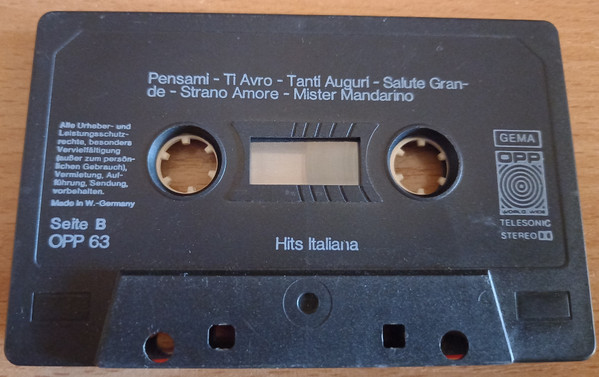 Pensami - Ti Avro - Tanti Auguri - Salute Gran-
de - Strano Amore - Mister Mandarino
Alle Urheber- und
Leistungsschutz-
rechte, besonders
Vervielfältigung
(außer zum persön-
lichen Gebrauch),
Vermietung, Auf-
führung, Sendung,
vorbehalten.
Made in W.-Germany
Seite B
OPP 63
Hits Italiana
GEMA
OPP
WORLD WIDE
TELESONIC
STEREO